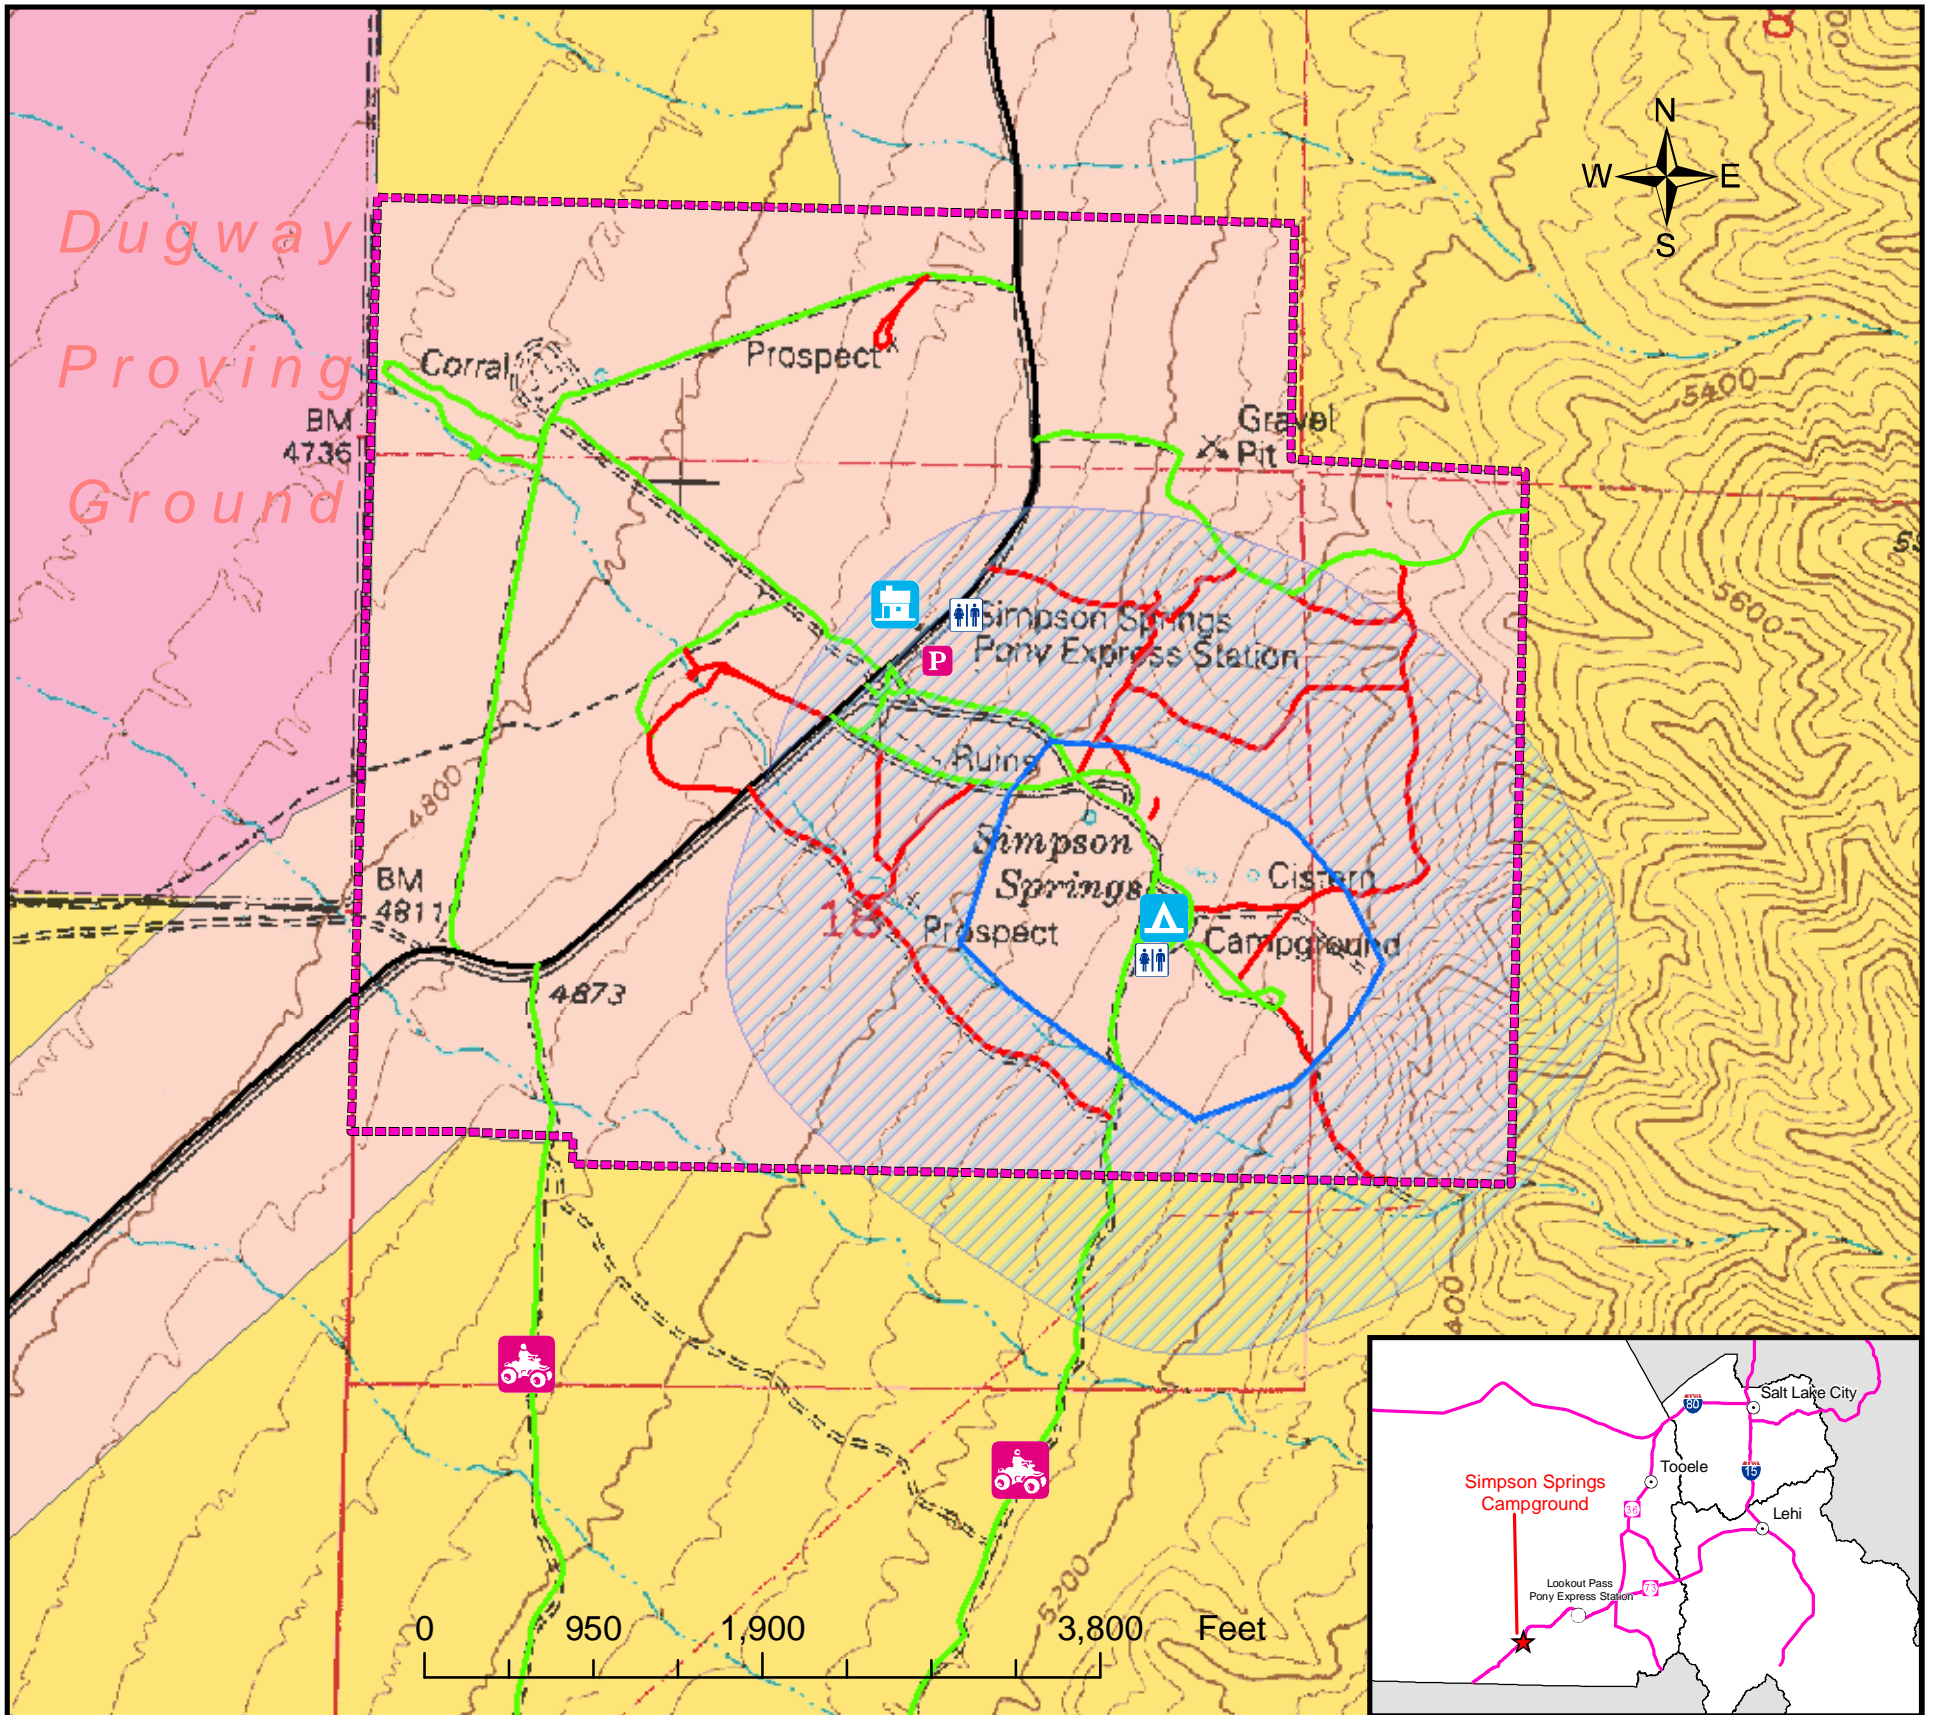 N
W E
S
Dugway
Proving
Ground
Corral
Prospect
BM
4736
Gravel
Pit
5400
5600
Simpson Springs
Pony Express Station
P
Ruins
4800
Simpson
Springs
Cistern
BM
4811
18
Prospect
Campground
4873
5200
0 950 1,900 3,800 Feet
Salt Lake City
80
Tooele
15
Simpson Springs
Campground
36
Lehi
Lookout Pass
Pony Express Station
73